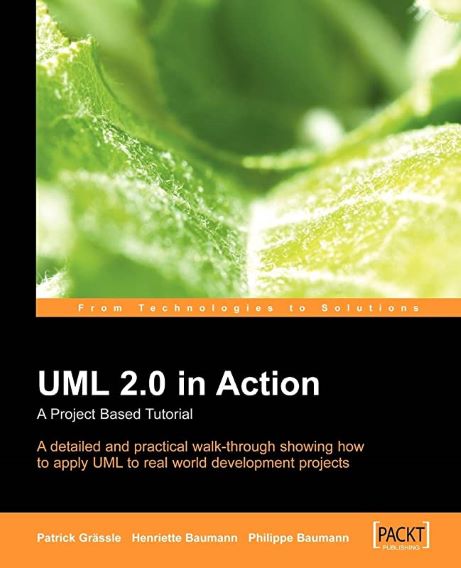 From Technologies to Solutions
UML 2.0 in Action
A Project Based Tutorial
A detailed and practical walk-through showing how
to apply UML to real world development projects
Patrick Grässle Henriette Baumann Philippe Baumann
PACKT
PUBLISHING